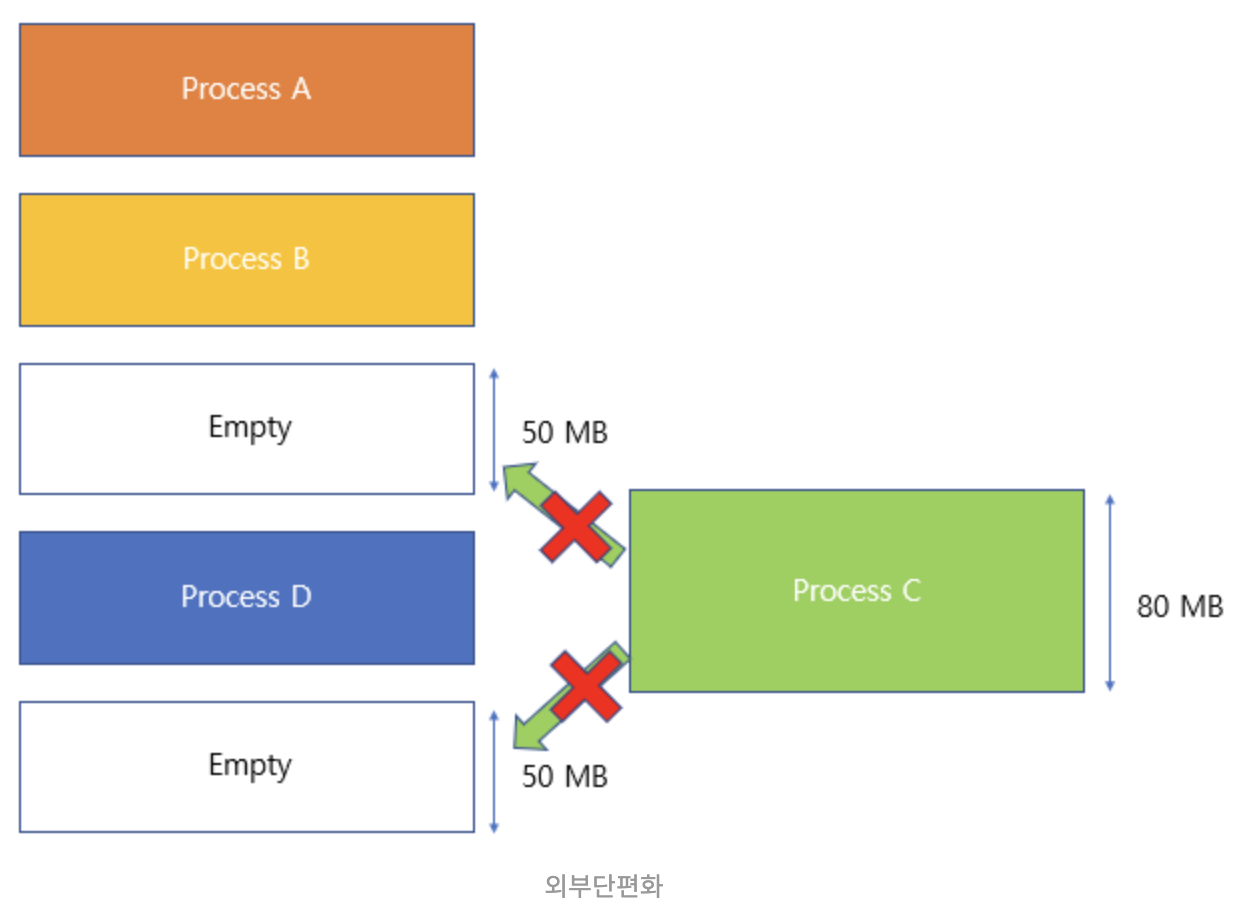 Process A
Process B
Empty
50 MB
Process C
80 MB
Process D
Empty
50 MB
외부단편화